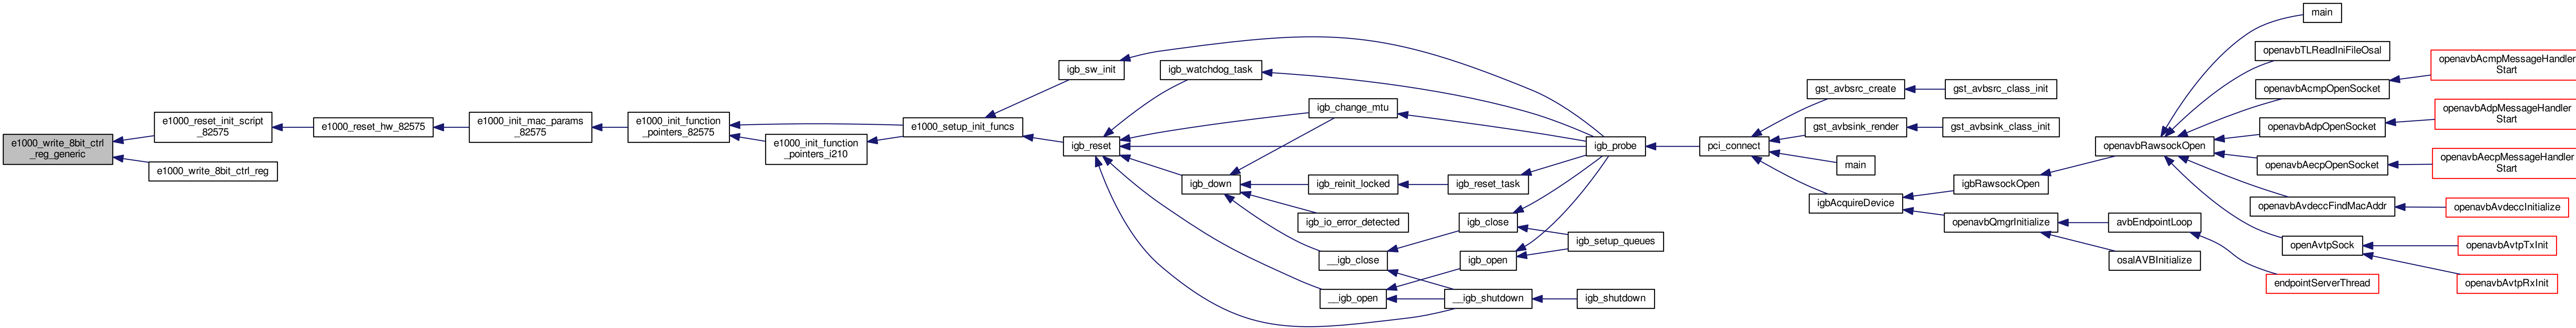 e1000_write_8bit_ctrl
_reg_generic
e1000_reset_init_script
_82575
e1000_write_8bit_ctrl_reg
e1000_reset_hw_82575
e1000_init_mac_params
_82575
e1000_init_function
_pointers_82575
e1000_init_function
_pointers_i210
e1000_setup_init_funcs
igb_sw_init
igb_reset
igb_watchdog_task
igb_change_mtu
igb_down
igb_reinit_locked
igb_reset_task
igb_io_error_detected
__igb_close
igb_close
igb_open
igb_setup_queues
__igb_open
__igb_shutdown
igb_shutdown
igb_probe
pci_connect
gst_avbsrc_create
gst_avbsrc_class_init
gst_avbsink_render
gst_avbsink_class_init
main
igbAcquireDevice
igbRawsockOpen
openavbQmgrInitialize
avbEndpointLoop
osalAVBInitialize
endpointServerThread
openavbRawsockOpen
main
openavbTLReadIniFileOsal
openavbAcmpOpenSocket
openavbAcmpMessageHandler
Start
openavbAdpOpenSocket
openavbAdpMessageHandler
Start
openavbAecpOpenSocket
openavbAecpMessageHandler
Start
openavbAvdeccFindMacAddr
openavbAvdeccInitialize
openAvtpSock
openavbAvtpTxInit
openavbAvtpRxInit